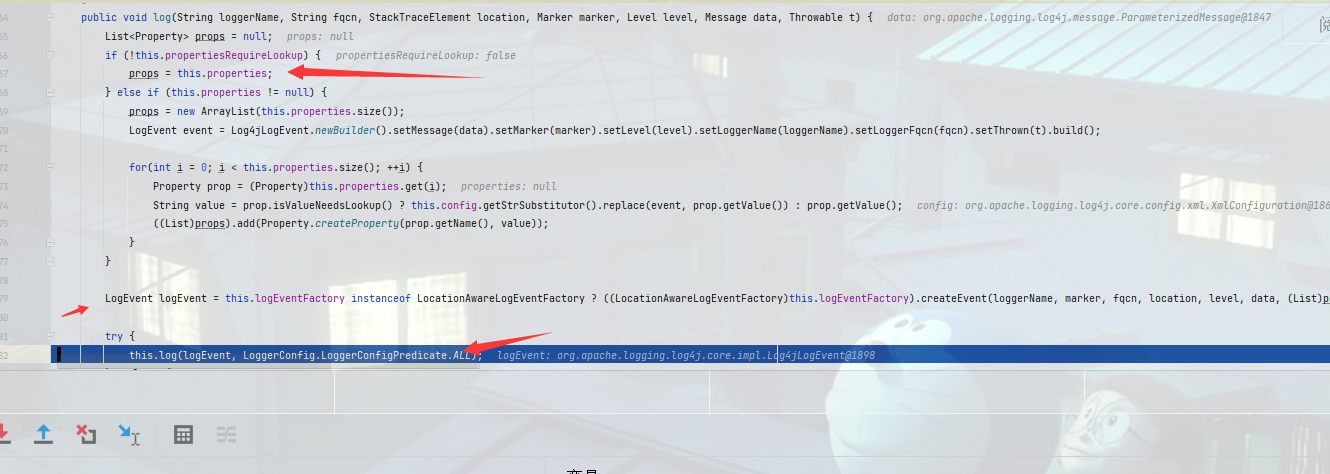 64 public void log(String loggerName, String fqcn, StackTraceElement location, Marker marker, Level level, Message data, Throwable t) { data: org.apache.logging.log4j.message.ParameterizedMessage@1847
65 List<Property> props = null; props: null
阅
66 if (!this.propertiesRequireLookup) { propertiesRequireLookup: false
67 props = this.properties;
68 } else if (this.properties != null) {
69 props = new ArrayList(this.properties.size());
70 LogEvent event = Log4jLogEvent.newBuilder().setMessage(data).setMarker(marker).setLevel(level).setLoggerName(loggerName).setLoggerFqcn(fqcn).setThrown(t).build();
71
72 for(int i = 0; i < this.properties.size(); ++i) {
73 Property prop = (Property)this.properties.get(i); properties: null
74 String value = prop.isValueNeedsLookup() ? this.config.getStrSubstitutor().replace(event, prop.getValue()) : prop.getValue(); config: org.apache.logging.log4j.core.config.xml.XmlConfiguration@186
75 ((List)props).add(Property.createProperty(prop.getName(), value));
76 }
77 }
78
79 LogEvent logEvent = this.logEventFactory instanceof LocationAwareLogEventFactory ? ((LocationAwareLogEventFactory)this.logEventFactory).createEvent(loggerName, marker, fqcn, location, level, data, (List)p
80
81 try {
82 this.log(logEvent, LoggerConfig.LoggerConfigPredicate.ALL); logEvent: org.apache.logging.log4j.core.impl.Log4jLogEvent@1898